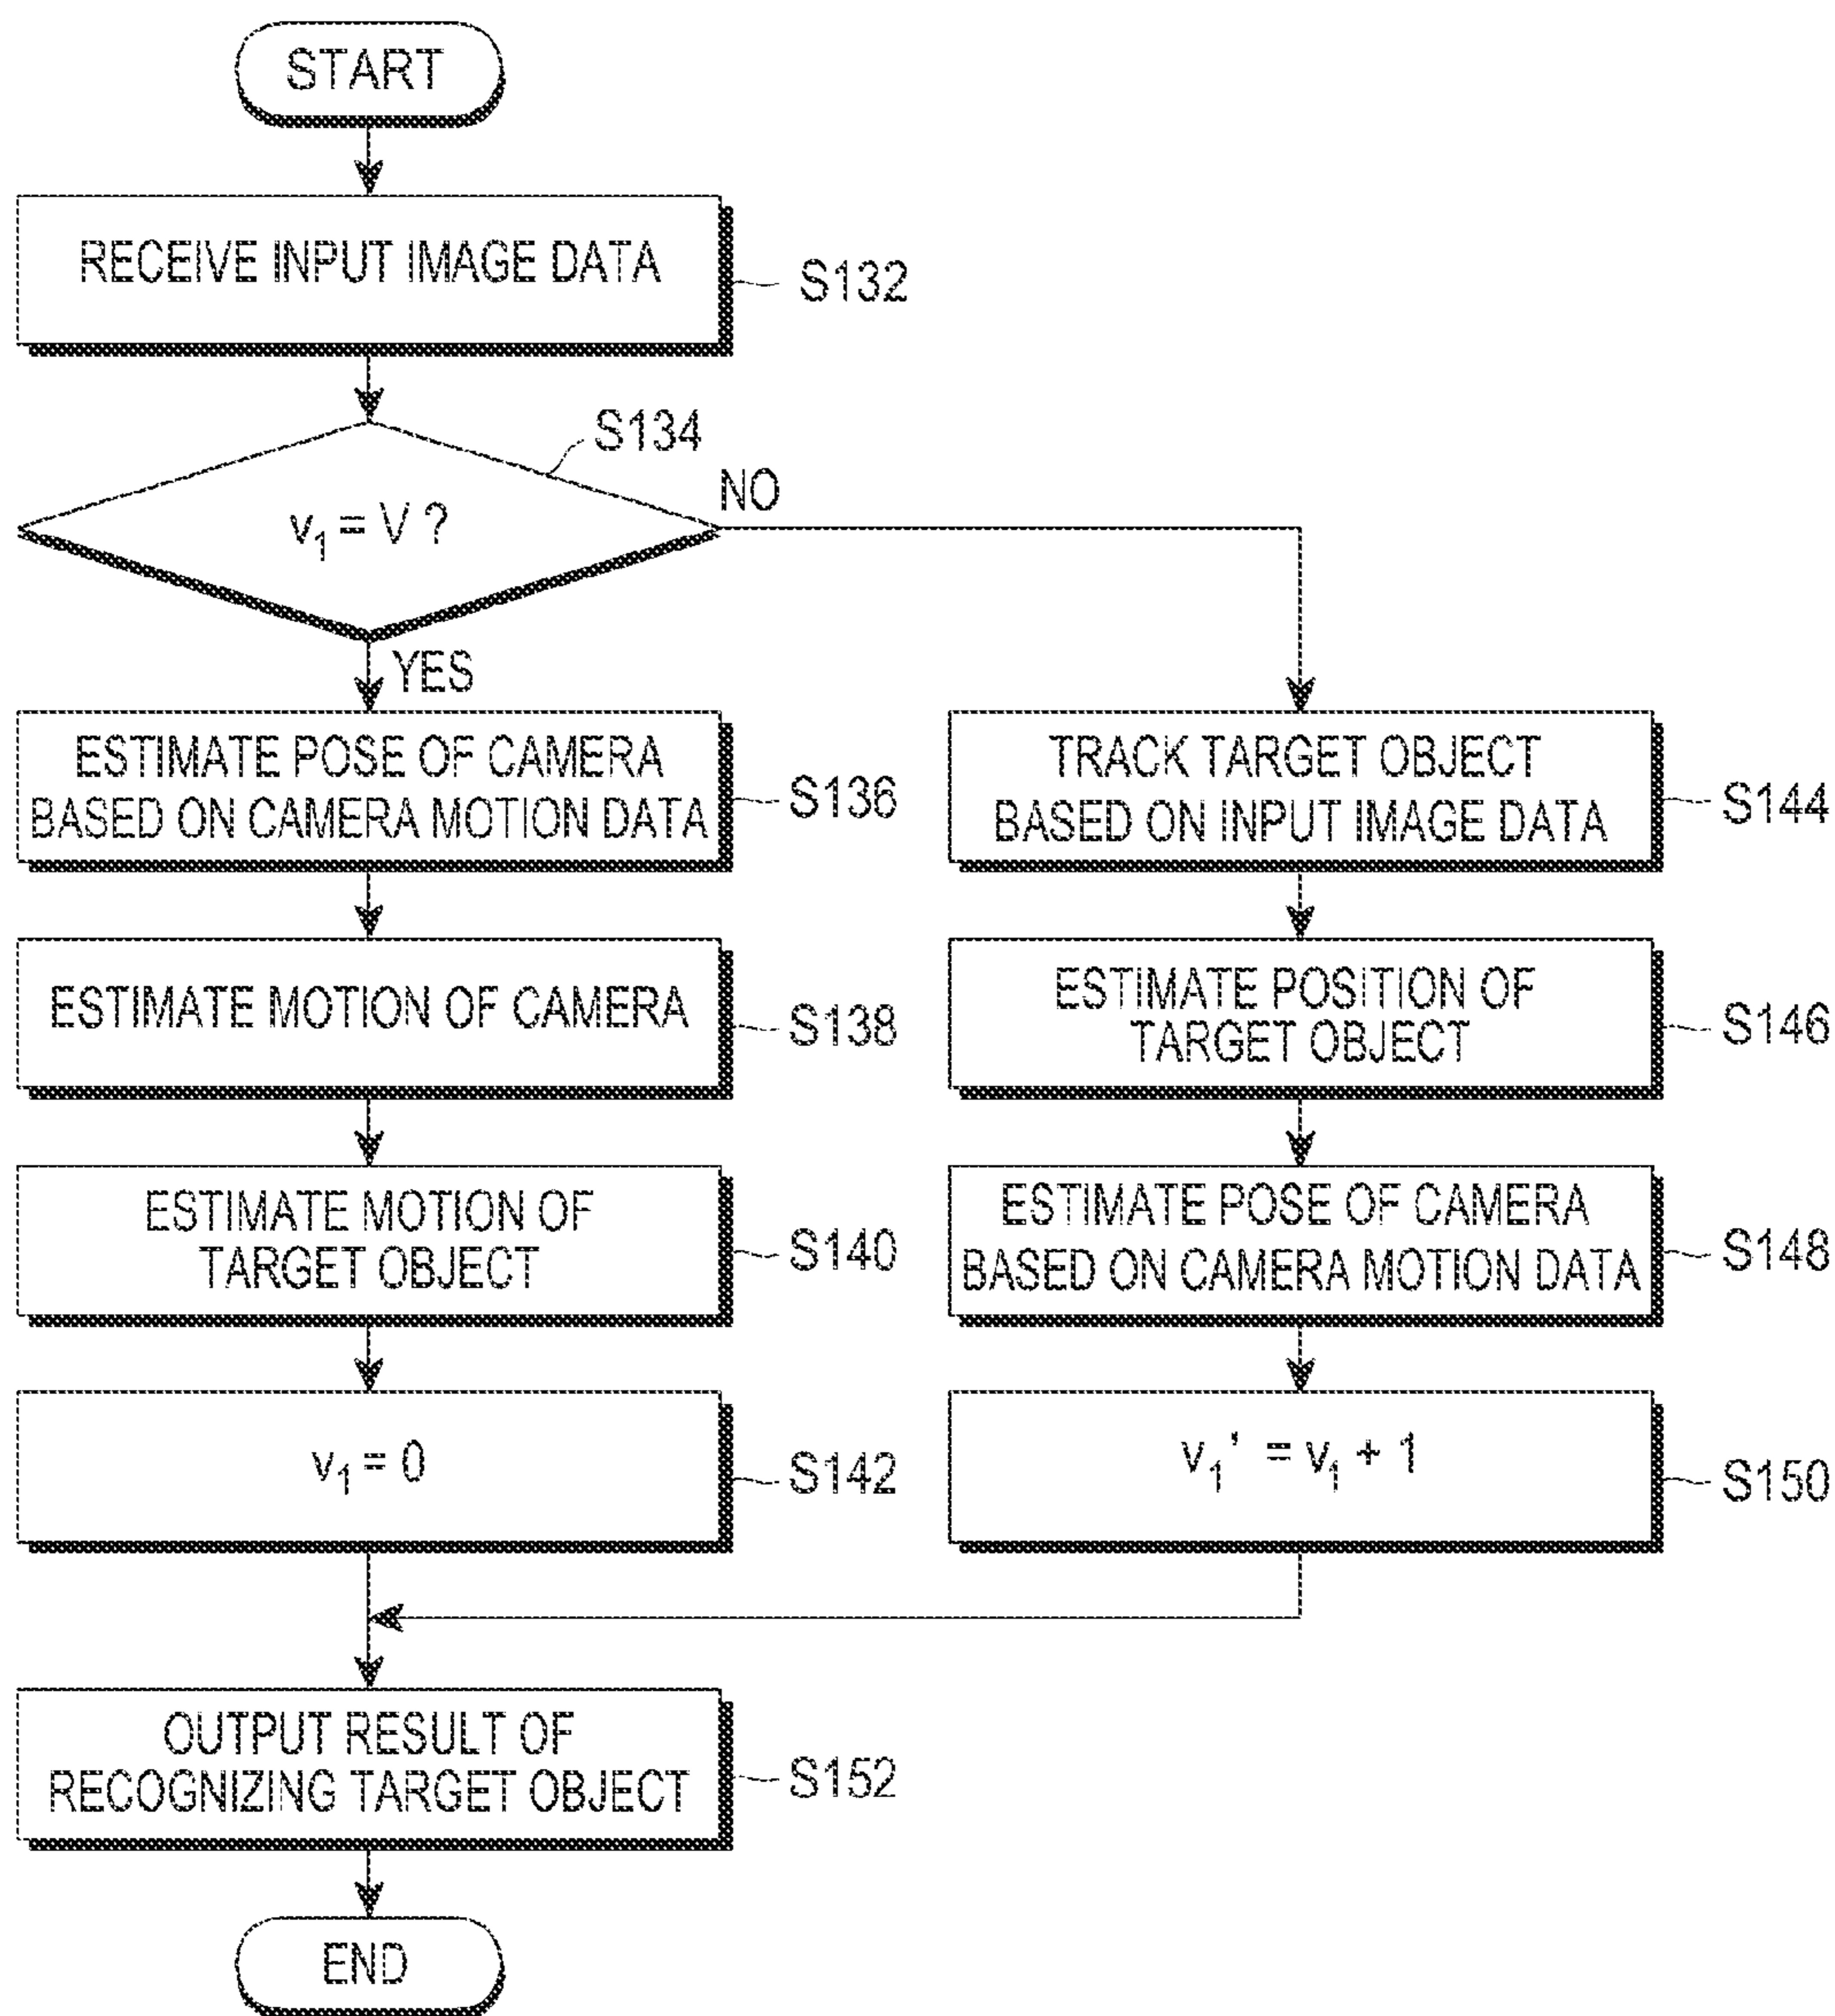 START
RECEIVE INPUT IMAGE DATA
S132
S134
v₁ = V ?
NO
YES
ESTIMATE POSE OF CAMERA
BASED ON CAMERA MOTION DATA
S136
ESTIMATE MOTION OF CAMERA
S138
ESTIMATE MOTION OF
TARGET OBJECT
S140
v₁ = 0
S142
TRACK TARGET OBJECT
BASED ON INPUT IMAGE DATA
S144
ESTIMATE POSITION OF
TARGET OBJECT
S146
ESTIMATE POSE OF CAMERA
BASED ON CAMERA MOTION DATA
S148
v₁' = v₁ + 1
S150
OUTPUT RESULT OF
RECOGNIZING TARGET OBJECT
S152
END